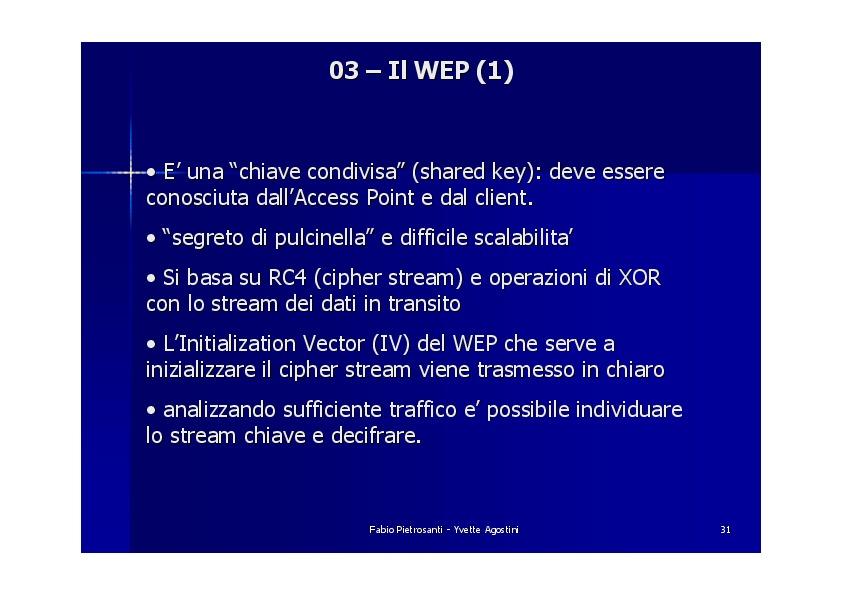 03 – Il WEP (1)
• E’ una “chiave condivisa” (shared key): deve essere
conosciuta dall’Access Point e dal client.
• “segreto di pulcinella” e difficile scalabilita’
• Si basa su RC4 (cipher stream) e operazioni di XOR
con lo stream dei dati in transito
• L’Initialization Vector (IV) del WEP che serve a
inizializzare il cipher stream viene trasmesso in chiaro
• analizzando sufficiente traffico e’ possibile individuare
lo stream chiave e decifrare.
Fabio Pietrosanti - Yvette Agostini
31